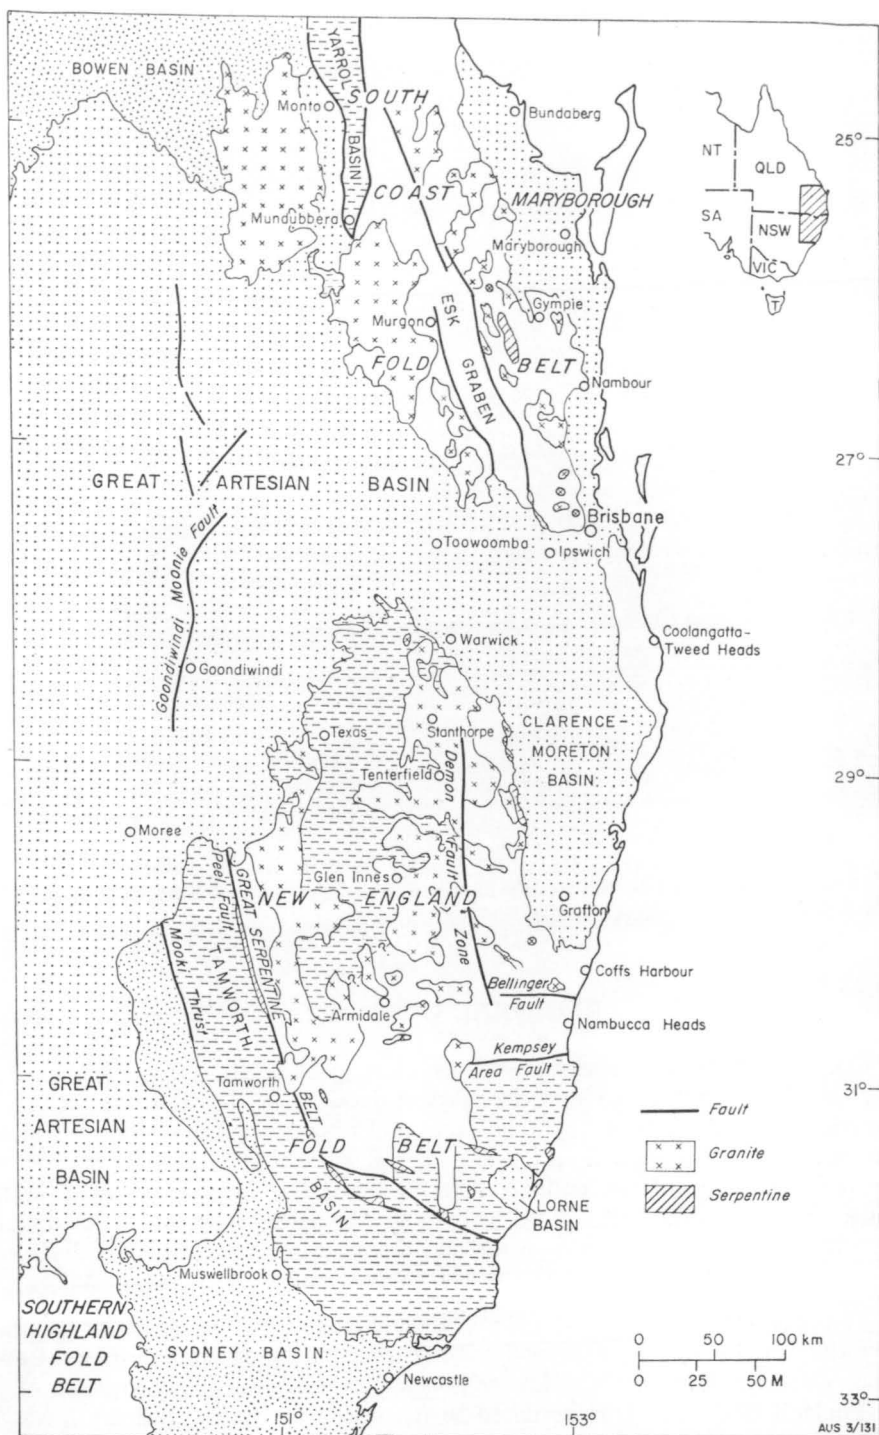 BOWEN BASIN
YARROL
BASIN
SOUTH
COAST
FOLD
BELT
MARYBOROUGH
Monto
Bundaberg
Mundubbera
Maryborough
Gympie
Murgon
ESK
GRABEN
Nambour
25°
NT
QLD
SA
NSW
VIC
T
GREAT ARTESIAN BASIN
27°
Brisbane
Toowoomba
Ipswich
Goondiwindi Moonie Fault
Goondiwindi
Warwick
Coolangatta-
Tweed Heads
Texas
Stanthorpe
CLARENCE-
MORETON
BASIN
Tenterfield
29°
Demon Fault Zone
Moree
Glen Innes
NEW ENGLAND
FOLD BELT
Grafton
Peel Fault
GREAT SERPENTINE
BELT
TAMWORTH
BASIN
Mooki Thrust
Coffs Harbour
Bellinger
Fault
Armidale
Nambucca Heads
Kempsey
Area Fault
Tamworth
31°
GREAT
ARTESIAN
BASIN
Fault
Granite
Serpentine
LORNE
BASIN
Muswellbrook
SOUTHERN
HIGHLAND
FOLD
BELT
SYDNEY BASIN
Newcastle
0 50 100 km
0 25 50 M
151°
153°
33°
AUS 3/131